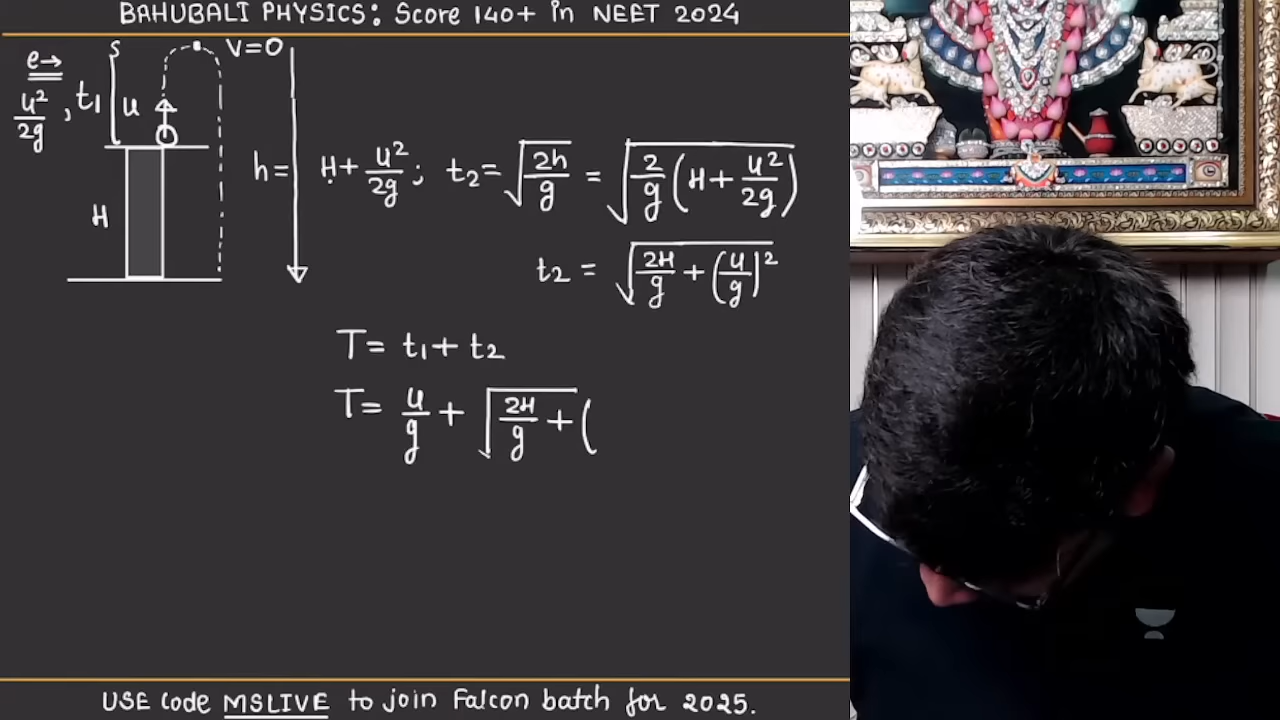 BAHUBALI PHYSICS: Score 140+ in NEET 2024
e→
u²/2g , t₁
u
V=0
H
h = H + u²/2g ; t₂ = √(2h/g) = √(2/g (H + u²/2g))
t₂ = √(2H/g + (u/g)²)
T = t₁ + t₂
T = u/g + √(2H/g + (
USE Code MSLIVE to join Falcon batch for 2025.